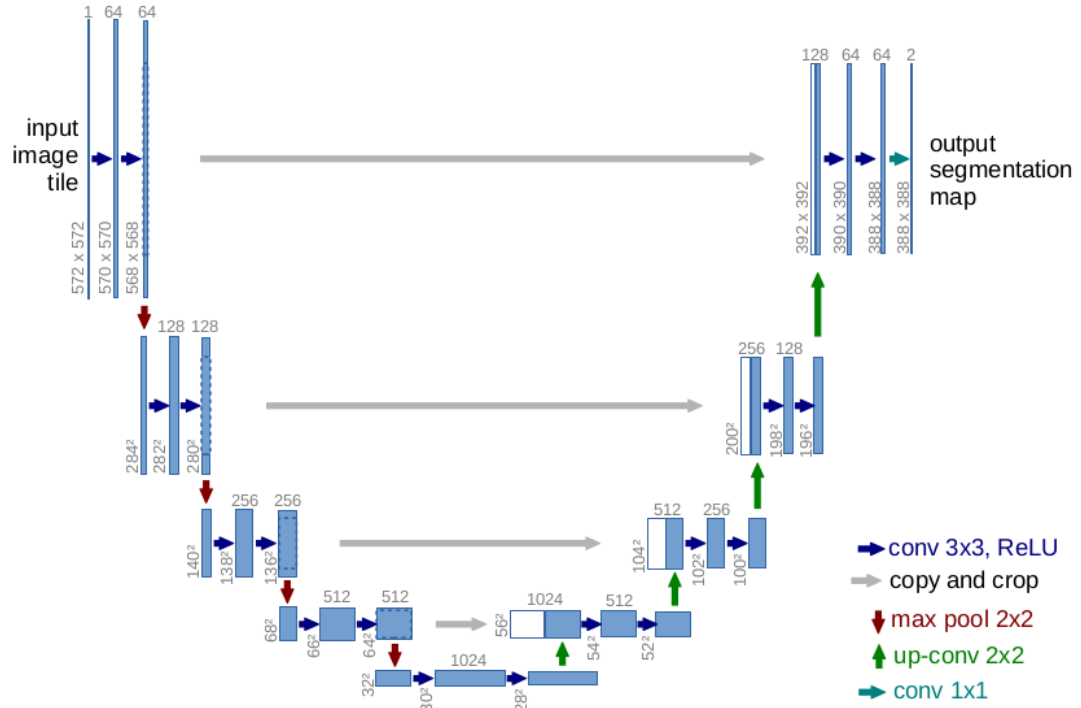 1 64 64
128 64 64 2
input
image
tile
output
segmentation
map
572 x 572
570 x 570
568 x 568
392 x 392
390 x 390
388 x 388
388 x 388
128 128
256 128
284²
282²
280²
200²
198²
196²
256 256
512 256
140²
138²
136²
104²
102²
100²
512 512
1024 512
68²
66²
64²
56²
54²
52²
1024
32²
30²
28²
conv 3x3, ReLU
copy and crop
max pool 2x2
up-conv 2x2
conv 1x1